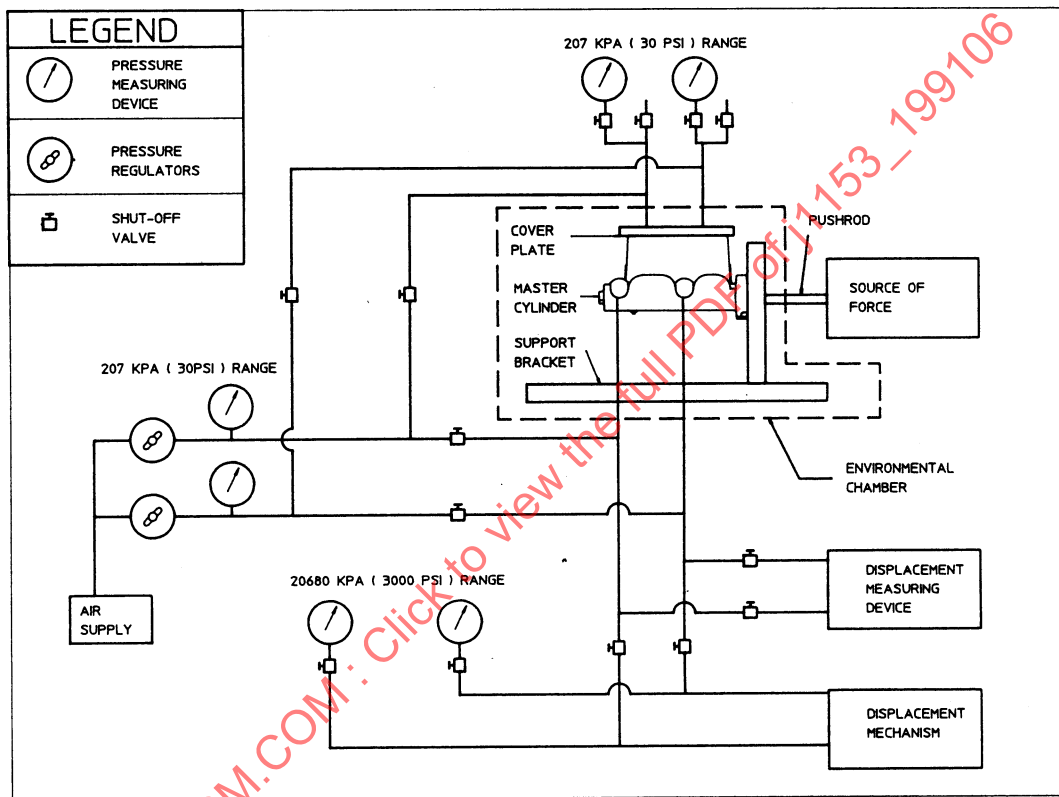 LEGEND
PRESSURE
MEASURING
DEVICE
PRESSURE
REGULATORS
SHUT-OFF
VALVE
207 KPA ( 30 PSI ) RANGE
COVER
PLATE
PUSHROD
MASTER
CYLINDER
SOURCE OF
FORCE
SUPPORT
BRACKET
207 KPA ( 30PSI ) RANGE
ENVIRONMENTAL
CHAMBER
20680 KPA ( 3000 PSI ) RANGE
DISPLACEMENT
MEASURING
DEVICE
AIR
SUPPLY
DISPLACEMENT
MECHANISM
M.COM : Click to view the full PDF of j1153_199106